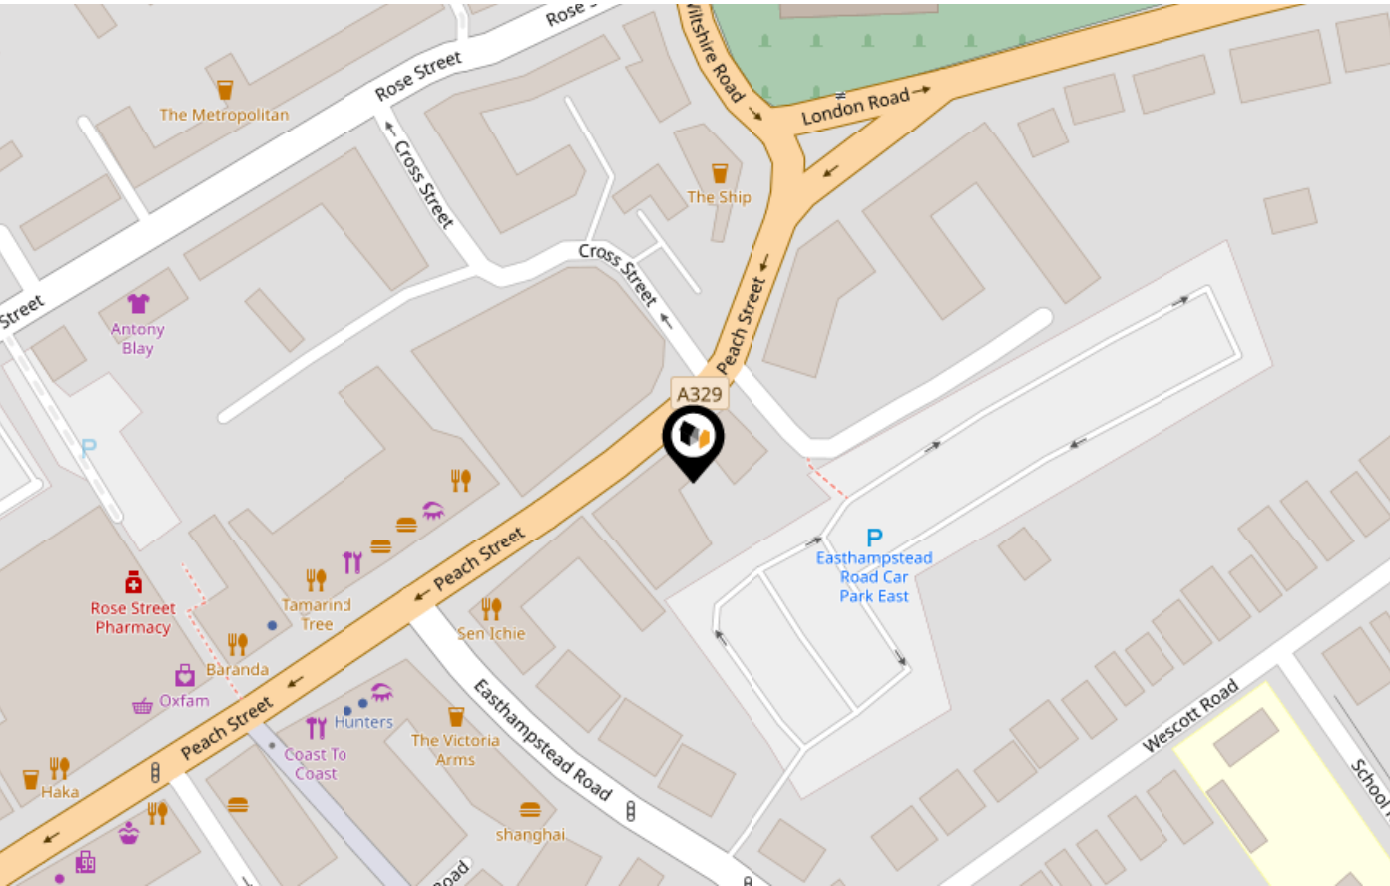 Rose S
Rose Street
Wiltshire Road
London Road
The Metropolitan
Cross Street
The Ship
Cross Street
Street
Antony
Blay
Peach Street
A329
P
P
Easthampstead
Road Car
Park East
Peach Street
Rose Street
Pharmacy
Tamarind
Tree
Sen Ichie
Baranda
Oxfam
Hunters
Peach Street
Coast To
Coast
The Victoria
Arms
Easthampstead Road
Wescott Road
Haka
shanghai
School
Road
99